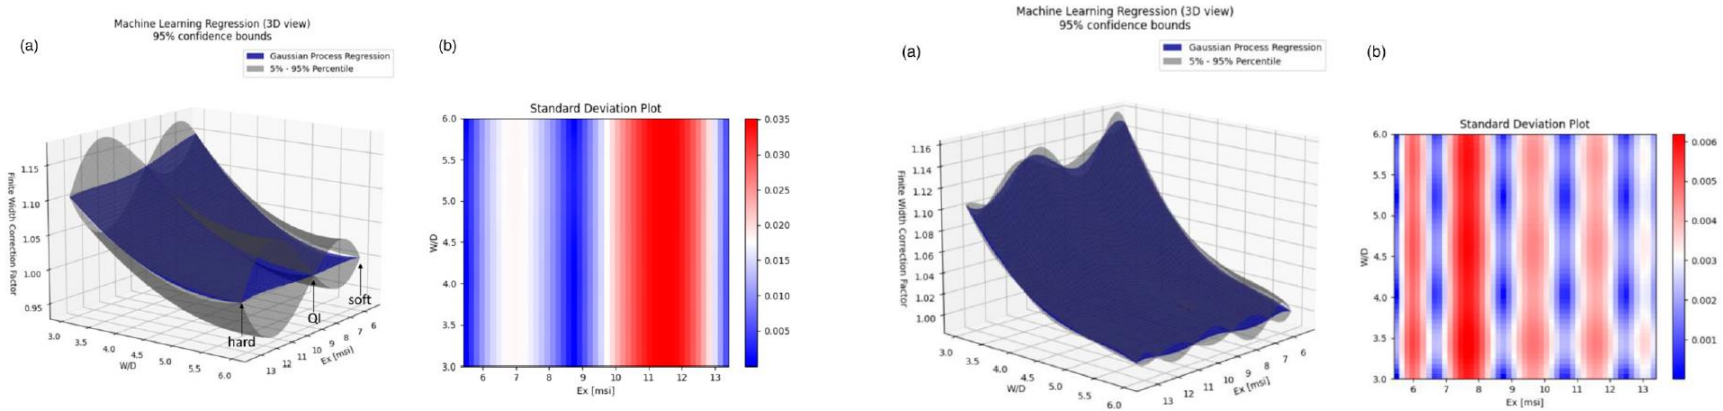 Machine Learning Regression (3D view)
95% confidence bounds
(a)
Gaussian Process Regression
5% - 95% Percentile
Finite Width Correction Factor
1.15
1.10
1.05
1.00
0.95
3.0
3.5
4.0
4.5
5.0
5.5
6.0
W/D
13 12 11 10 9 8 7 6
Ex [msi]
hard
QI
soft
(b)
Standard Deviation Plot
W/D
6.0
5.5
5.0
4.5
4.0
3.5
3.0
6 7 8 9 10 11 12 13
Ex [msi]
0.035
0.030
0.025
0.020
0.015
0.010
0.005
Machine Learning Regression (3D view)
95% confidence bounds
(a)
Gaussian Process Regression
5% - 95% Percentile
Finite Width Correction Factor
1.16
1.14
1.12
1.10
1.08
1.06
1.04
1.02
1.00
3.0
3.5
4.0
4.5
5.0
5.5
6.0
W/D
13 12 11 10 9 8 7 6
Ex [msi]
(b)
Standard Deviation Plot
W/D
6.0
5.5
5.0
4.5
4.0
3.5
3.0
6 7 8 9 10 11 12 13
Ex [msi]
0.006
0.005
0.004
0.003
0.002
0.001